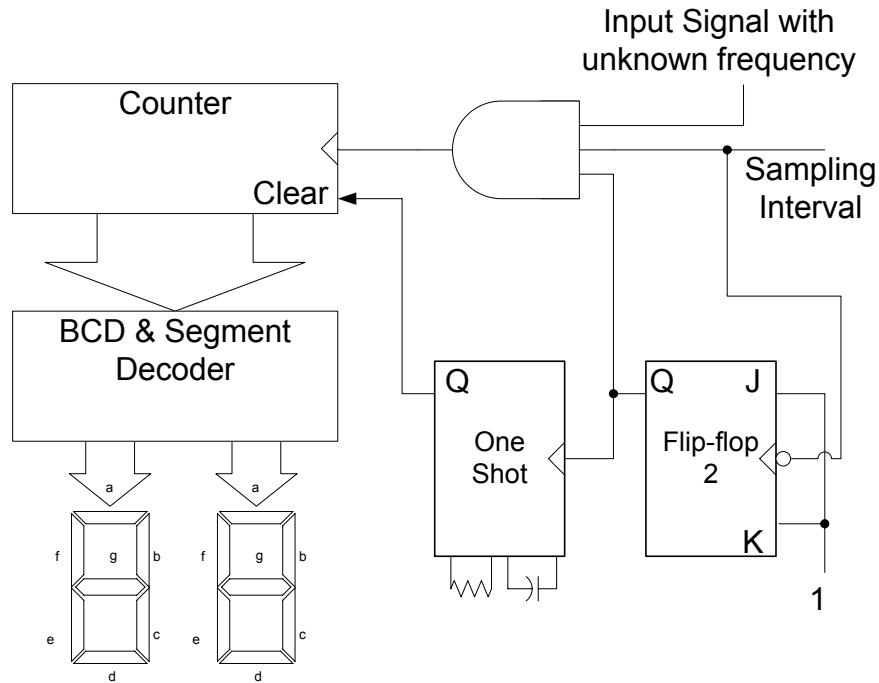 Input Signal with
unknown frequency
Counter
Clear
Sampling
Interval
BCD & Segment
Decoder
Q
One
Shot
Q
J
Flip-flop
2
K
1
a
f
g
b
e
c
d
a
f
g
b
e
c
d